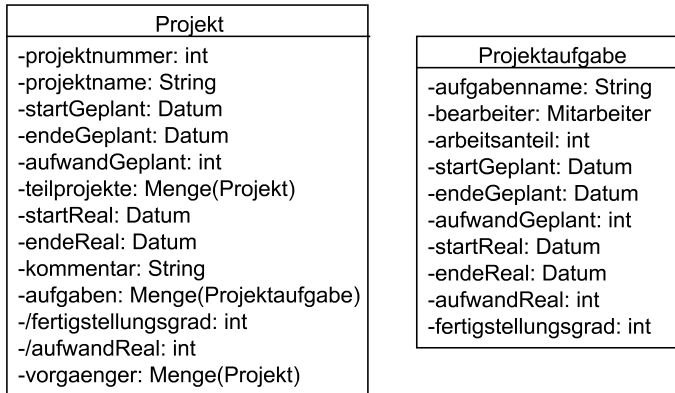 Projekt
-projektnummer: int
-projektname: String
-startGeplant: Datum
-endeGeplant: Datum
-aufwandGeplant: int
-teilprojekte: Menge(Projekt)
-startReal: Datum
-endeReal: Datum
-kommentar: String
-aufgaben: Menge(Projektaufgabe)
-/fertigstellungsgrad: int
-/aufwandReal: int
-vorgaenger: Menge(Projekt)
Projektaufgabe
-aufgabenname: String
-bearbeiter: Mitarbeiter
-arbeitsanteil: int
-startGeplant: Datum
-endeGeplant: Datum
-aufwandGeplant: int
-startReal: Datum
-endeReal: Datum
-aufwandReal: int
-fertigstellungsgrad: int